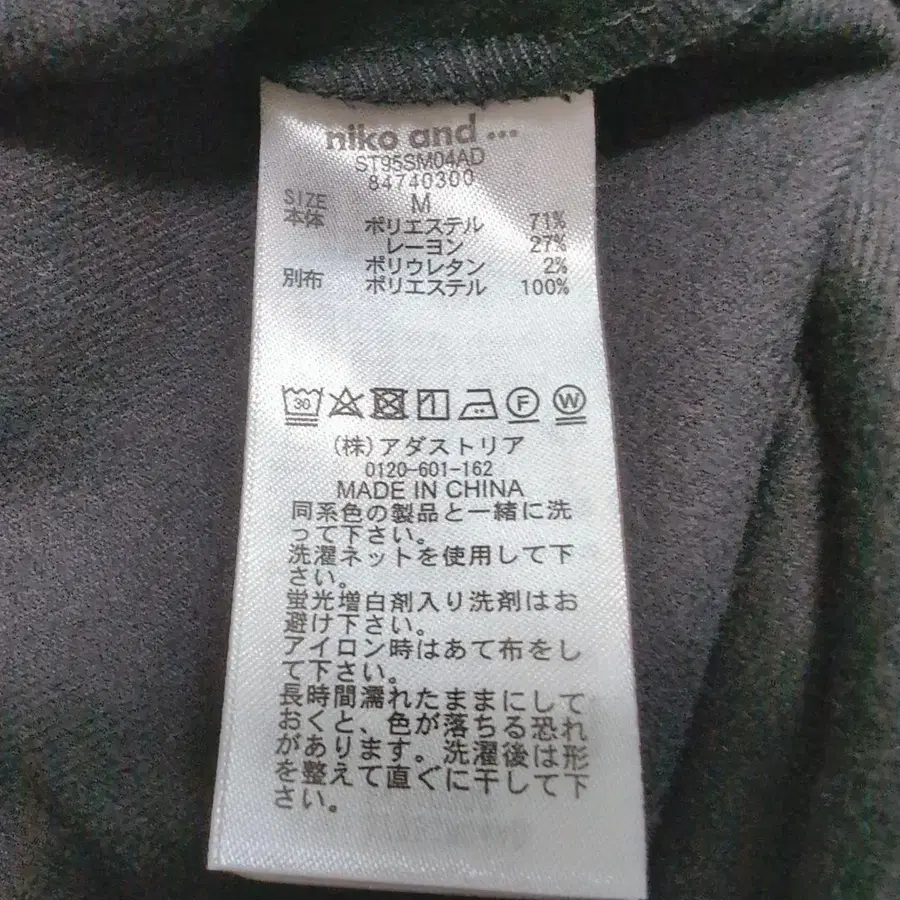 niko and ...
ST95SM04AD
84740300
SIZE M
本体 ポリエステル 71%
レーヨン 27%
ポリウレタン 2%
別布 ポリエステル 100%
30 F W
(株)アダストリア
0120-601-162
MADE IN CHINA
同系色の製品と一緒に洗
って下さい。
洗濯ネットを使用して下
さい。
蛍光増白剤入り洗剤はお
避け下さい。
アイロン時はあて布をし
て下さい。
長時間濡れたままにして
おくと、色が落ちる恐れ
があります。洗濯後は形
を整えて直ぐに干して下
さい。